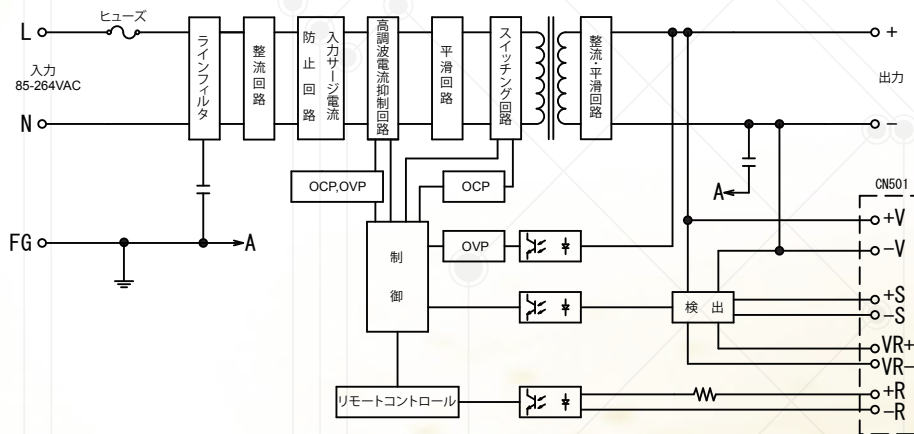 L
ヒューズ
入力
85-264VAC
N
FG
ラインフィルタ
整流回路
入力サージ電流
防止回路
高調波電流抑制回路
平滑回路
スイッチング回路
整流・平滑回路
+
出力
-
A
OCP,OVP
OCP
OVP
制御
A
検出
リモートコントロール
CN501
+V
-V
+S
-S
VR+
VR-
+R
-R